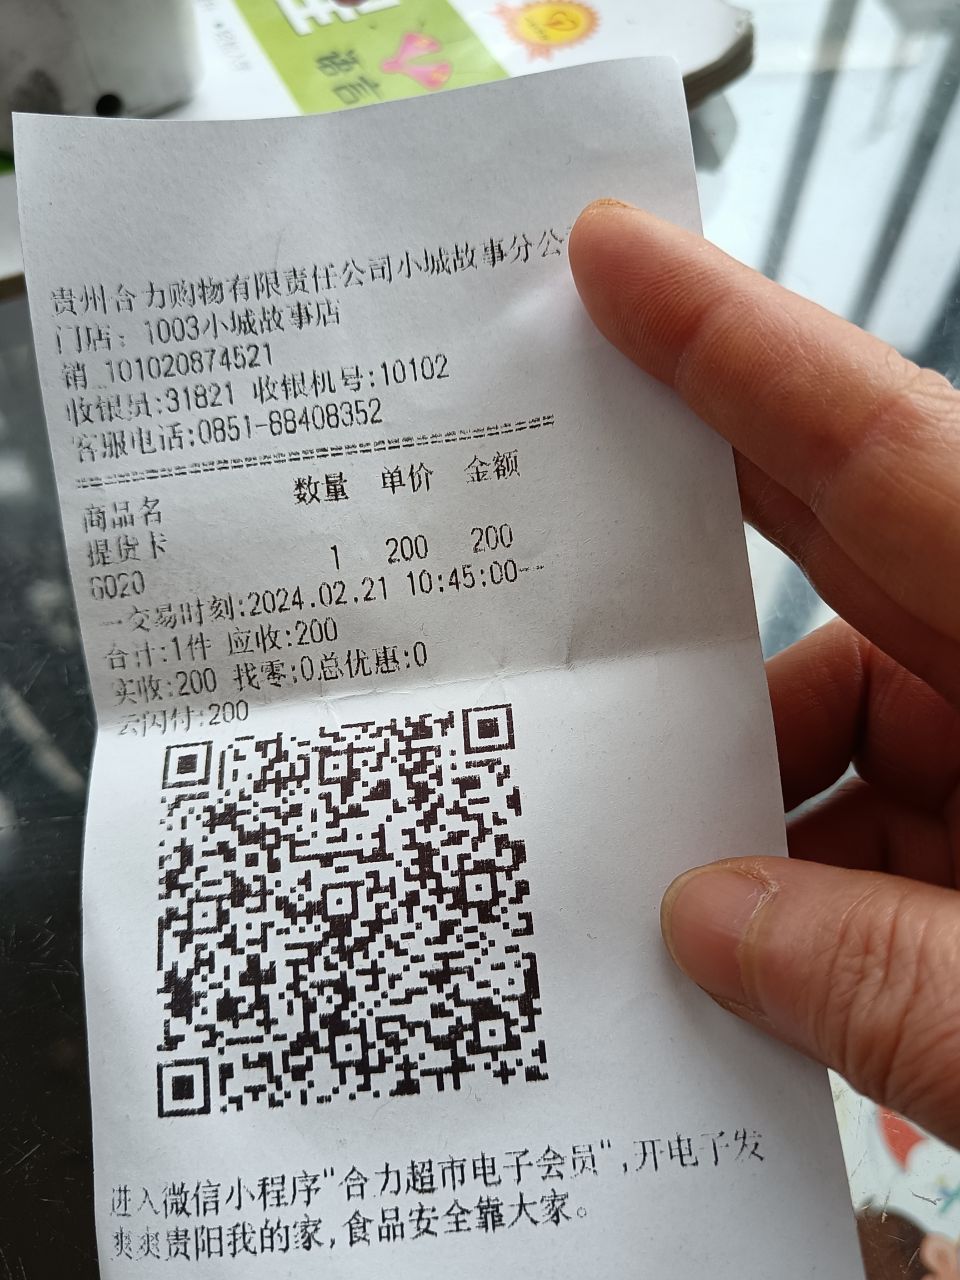 语言
贵州合力购物有限责任公司小城故事分公
门店: 1003小城故事店
销 101020874521
收银员:31821 收银机号:10102
客服电话:0851-88408352
商品名 数量 单价 金额
提货卡
6020 1 200 200
--交易时刻:2024.02.21 10:45:00--
合计:1件 应收:200
实收:200 找零:0总优惠:0
云闪付:200
进入微信小程序"合力超市电子会员",开电子发
爽爽贵阳我的家,食品安全靠大家。